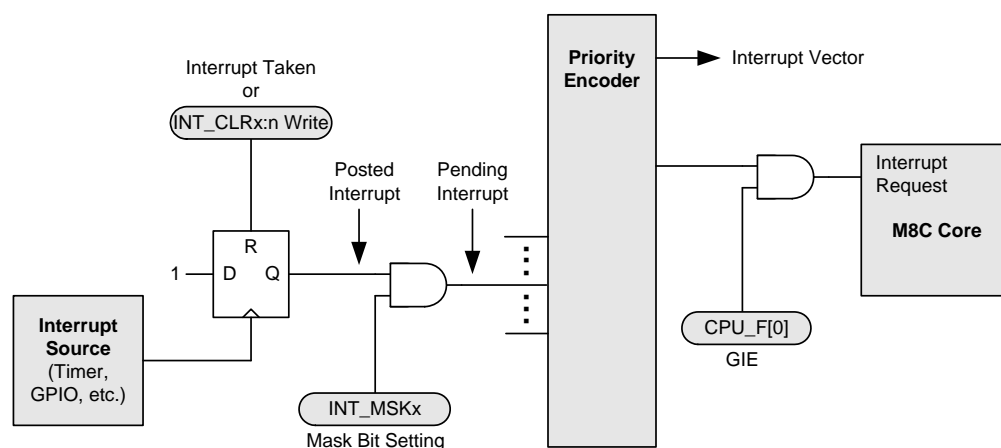 Interrupt Taken
or
INT_CLRx:n Write
Priority
Encoder
Interrupt Vector
Posted
Interrupt
Pending
Interrupt
Interrupt
Request
M8C Core
R
1
D
Q
Interrupt
Source
(Timer,
GPIO, etc.)
CPU_F[0]
GIE
INT_MSKx
Mask Bit Setting